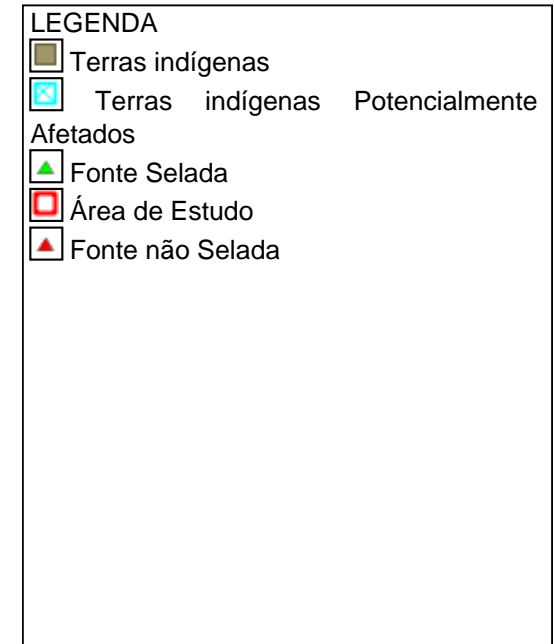 LEGENDA
Terras indígenas
Terras indígenas Potencialmente
Afetados
Fonte Selada
Área de Estudo
Fonte não Selada